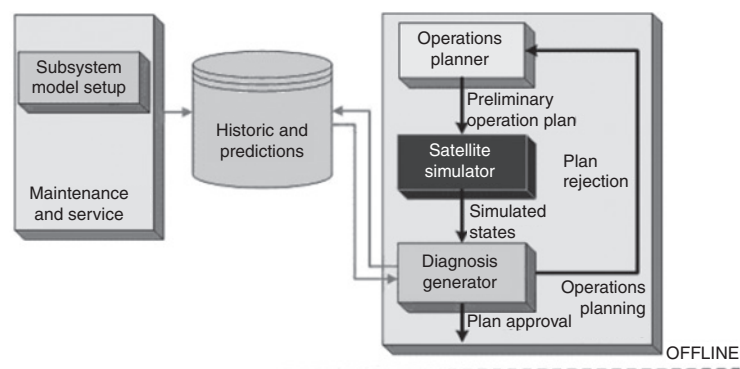 Subsystem
model setup
Maintenance
and service
Historic and
predictions
Operations
planner
Preliminary
operation plan
Satellite
simulator
Plan
rejection
Simulated
states
Diagnosis
generator
Operations
planning
Plan approval
OFFLINE